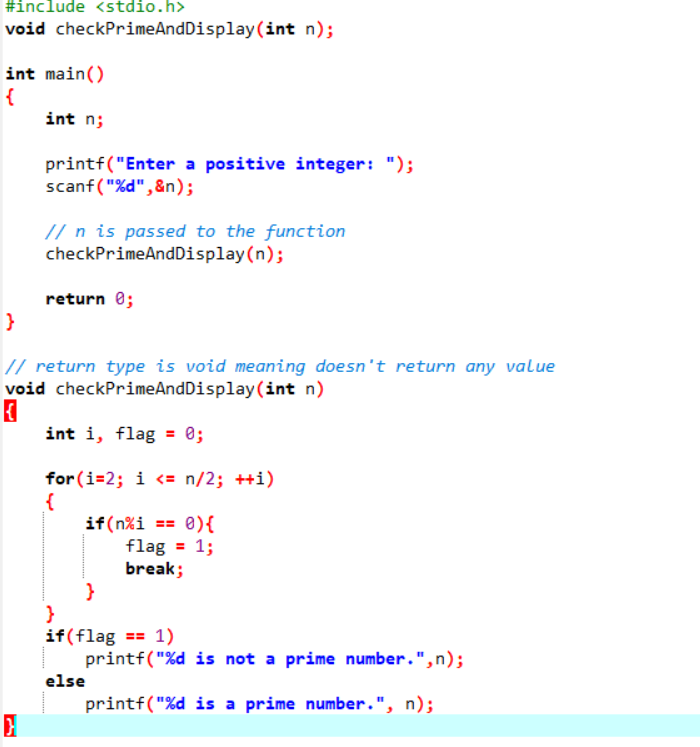 #include <stdio.h>
void checkPrimeAndDisplay(int n);
int main()
{
int n;
printf("Enter a positive integer: ");
scanf("%d",&n);
// n is passed to the function
checkPrimeAndDisplay(n);
return 0;
}
// return type is void meaning doesn't return any value
void checkPrimeAndDisplay(int n)
{
int i, flag = 0;
for(i=2; i <= n/2; ++i)
{
if(n%i == 0){
flag = 1;
break;
}
}
if(flag == 1)
printf("%d is not a prime number.",n);
else
printf("%d is a prime number.", n);
}